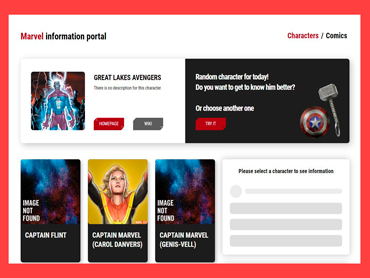 Marvel information portal
Characters / Comics
GREAT LAKES AVENGERS
There is no description for this character
HOMEPAGE
WIKI
Random character for today!
Do you want to get to know him better?
Or choose another one
TRY IT
IMAGE
NOT
FOUND
CAPTAIN FLINT
CAPTAIN MARVEL
(CAROL DANVERS)
IMAGE
NOT
FOUND
CAPTAIN MARVEL
(GENIS-VELL)
Please select a character to see information